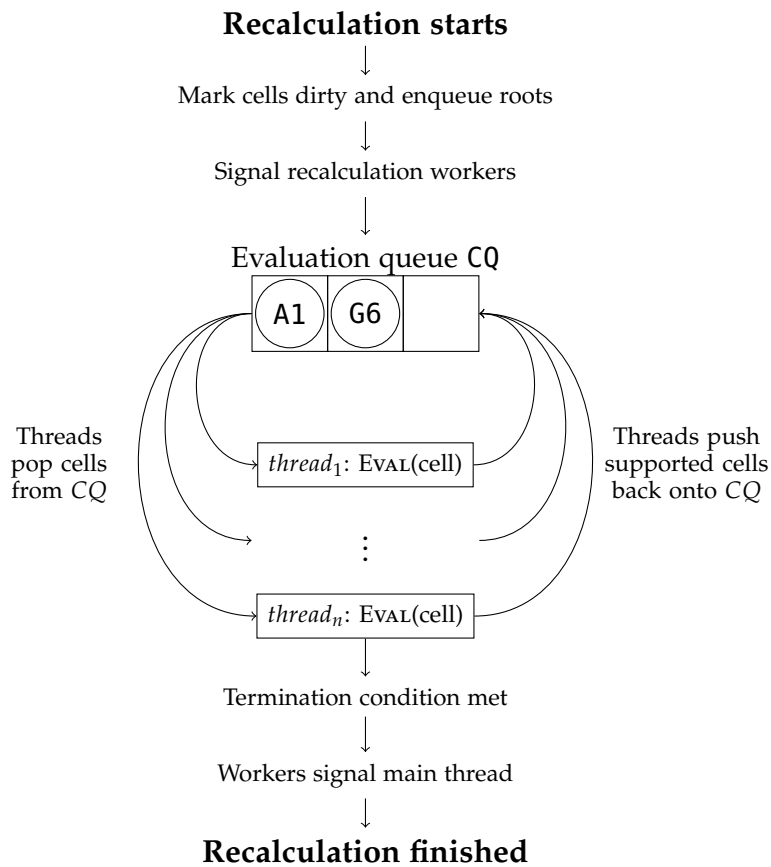 Recalculation starts
Mark cells dirty and enqueue roots
Signal recalculation workers
Evaluation queue CQ
A1 G6
Threads
pop cells
from CQ
thread₁: EVAL(cell)
⋮
threadₙ: EVAL(cell)
Threads push
supported cells
back onto CQ
Termination condition met
Workers signal main thread
Recalculation finished